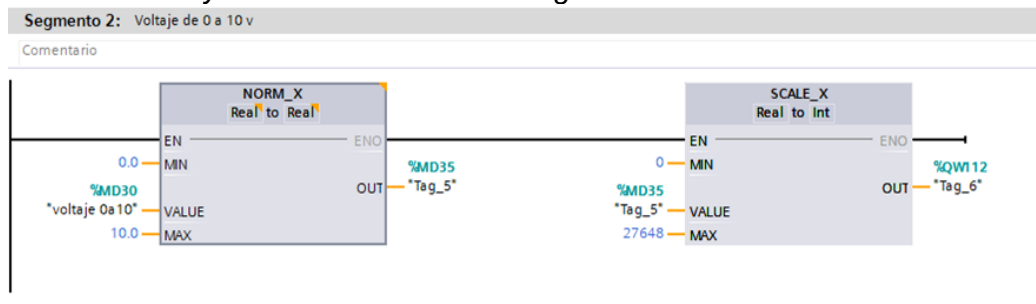 Segmento 2: Voltaje de 0 a 10 v
Comentario
NORM_X
Real to Real
EN
ENO
0.0
MIN
%MD30
"voltaje 0a10"
VALUE
10.0
MAX
OUT
%MD35
"Tag_5"
SCALE_X
Real to Int
EN
ENO
0
MIN
%MD35
"Tag_5"
VALUE
27648
MAX
OUT
%QW112
"Tag_6"